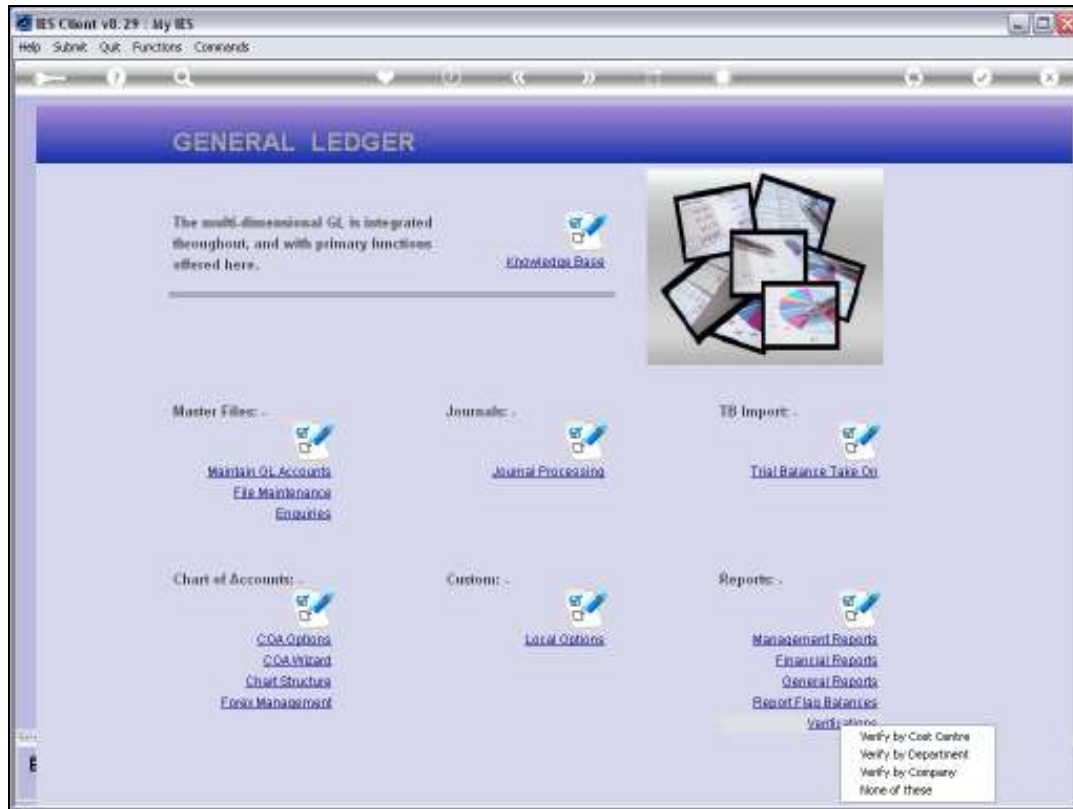 IES Client v8.29 : My IES
Help Submit Quit Functions Commands
GENERAL LEDGER
The multi-dimensional GL is integrated
throughout, and with primary functions
offered here.
Knowledge Base
Master Files: -
Journals: -
TB Import: -
Maintain GL Accounts
File Maintenance
Enquiries
Journal Processing
Trial Balance Take On
Chart of Accounts: -
Custom: -
Reports: -
COA Options
COA Wizard
Chart Structure
Forex Management
Local Options
Management Reports
Financial Reports
General Reports
Report Flag Balances
Verifications
Verify by Cost Centre
Verify by Department
Verify by Company
None of these